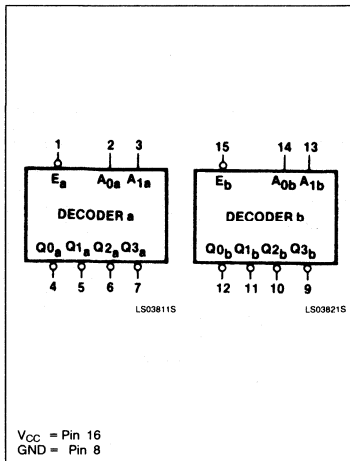 1 2 3 15 14 13
Ea A0a A1a Eb A0b A1b
DECODER a DECODER b
Q0a Q1a Q2a Q3a Q0b Q1b Q2b Q3b
4 5 6 7 12 11 10 9
LS03811S LS03821S
VCC = Pin 16
GND = Pin 8